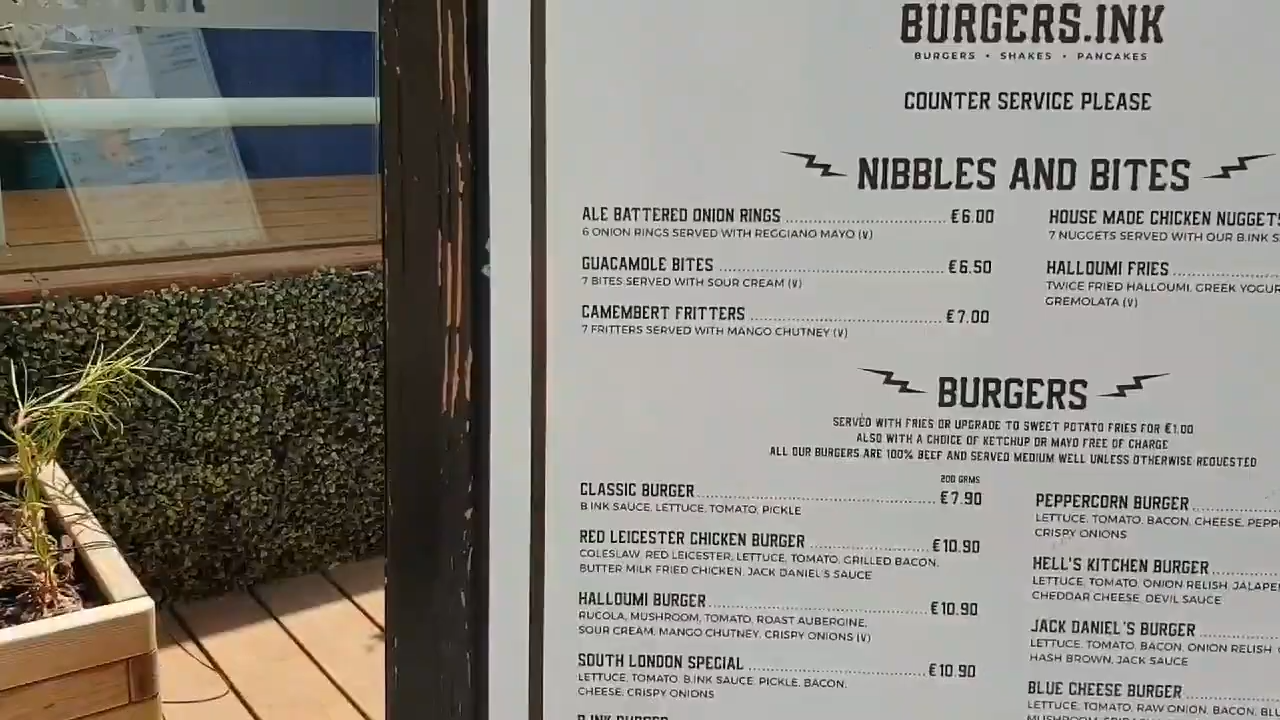 BURGERS.INK
BURGERS • SHAKES • PANCAKES
COUNTER SERVICE PLEASE
NIBBLES AND BITES
ALE BATTERED ONION RINGS €6.00
6 ONION RINGS SERVED WITH REGGIANO MAYO (V)
GUACAMOLE BITES €6.50
7 BITES SERVED WITH SOUR CREAM (V)
CAMEMBERT FRITTERS €7.00
7 FRITTERS SERVED WITH MANGO CHUTNEY (V)
HOUSE MADE CHICKEN NUGGETS
7 NUGGETS SERVED WITH OUR B.INK
HALLOUMI FRIES
TWICE FRIED HALLOUMI, GREEK
GREMOLATA (V)
BURGERS
SERVED WITH FRIES OR UPGRADE TO SWEET POTATO FRIES FOR €1.00
ALSO WITH A CHOICE OF KETCHUP OR MAYO FREE OF CHARGE
ALL OUR BURGERS ARE 100% BEEF AND SERVED MEDIUM WELL UNLESS OTHERWISE REQUESTED
200 GRMS
CLASSIC BURGER €7.90
B.INK SAUCE, LETTUCE, TOMATO, PICKLE
RED LEICESTER CHICKEN BURGER €10.90
COLESLAW, RED LEICESTER, LETTUCE, TOMATO, GRILLED BACON,
BUTTER MILK FRIED CHICKEN, JACK DANIEL'S SAUCE
HALLOUMI BURGER €10.90
RUCOLA, MUSHROOM, TOMATO, ROAST AUBERGINE,
SOUR CREAM, MANGO CHUTNEY, CRISPY ONIONS (V)
SOUTH LONDON SPECIAL €10.90
LETTUCE, TOMATO, B.INK SAUCE, PICKLE, BACON,
CHEESE, CRISPY ONIONS
PEPPERCORN BURGER
LETTUCE, TOMATO, BACON, CHEESE,
CRISPY ONIONS
HELL'S KITCHEN BURGER
LETTUCE, TOMATO, ONION RELISH,
CHEDDAR CHEESE, DEVIL SAUCE
JACK DANIEL'S BURGER
LETTUCE, TOMATO, BACON, ONION RELISH
HASH BROWN, JACK SAUCE
BLUE CHEESE BURGER
LETTUCE, TOMATO, RAW ONION, BACON,